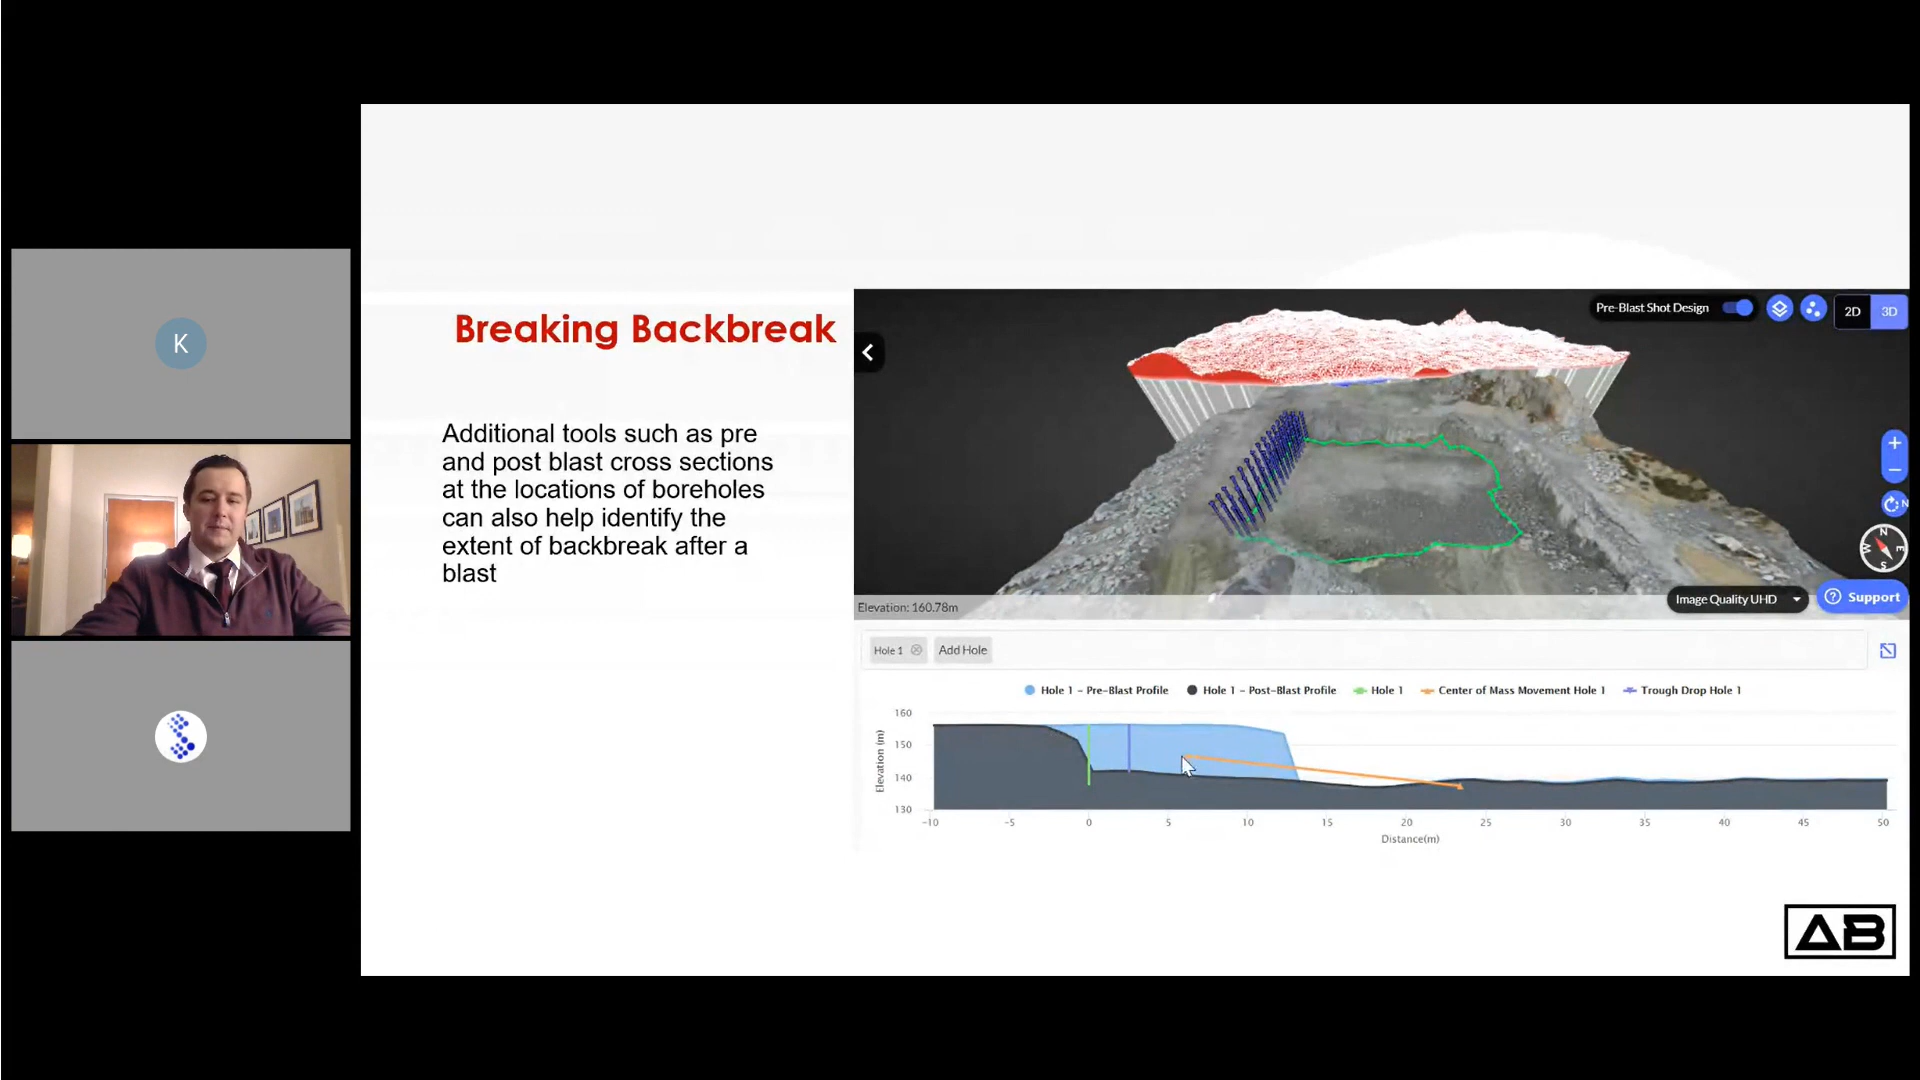 K
Breaking Backbreak
Additional tools such as pre
and post blast cross sections
at the locations of boreholes
can also help identify the
extent of backbreak after a
blast
Pre-Blast Shot Design
2D
3D
+
−
N
N
W
E
S
Elevation: 160.78m
Image Quality UHD
? Support
Hole 1
Add Hole
Hole 1 - Pre-Blast Profile
Hole 1 - Post-Blast Profile
Hole 1
Center of Mass Movement Hole 1
Trough Drop Hole 1
Elevation (m)
160
150
140
130
-10 -5 0 5 10 15 20 25 30 35 40 45 50
Distance(m)
AB